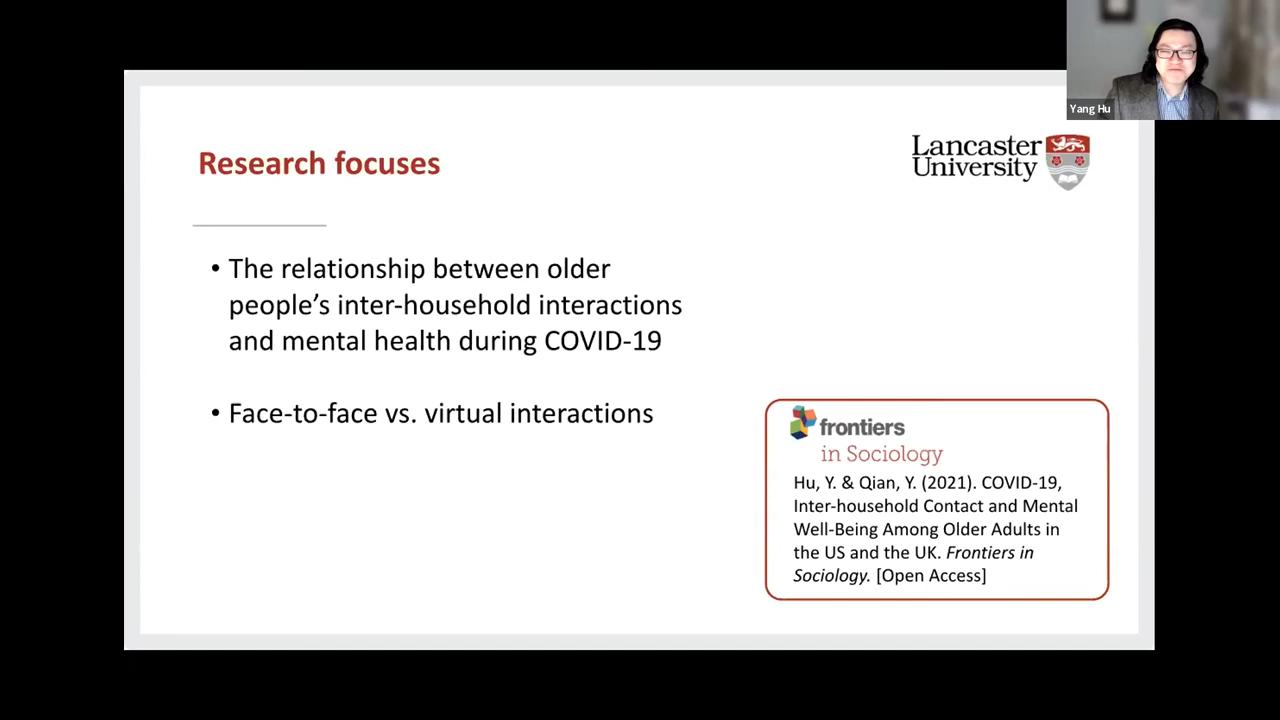 Yang Hu
Research focuses
Lancaster
University
• The relationship between older
people’s inter-household interactions
and mental health during COVID-19
• Face-to-face vs. virtual interactions
frontiers
in Sociology
Hu, Y. & Qian, Y. (2021). COVID-19,
Inter-household Contact and Mental
Well-Being Among Older Adults in
the US and the UK. Frontiers in
Sociology. [Open Access]